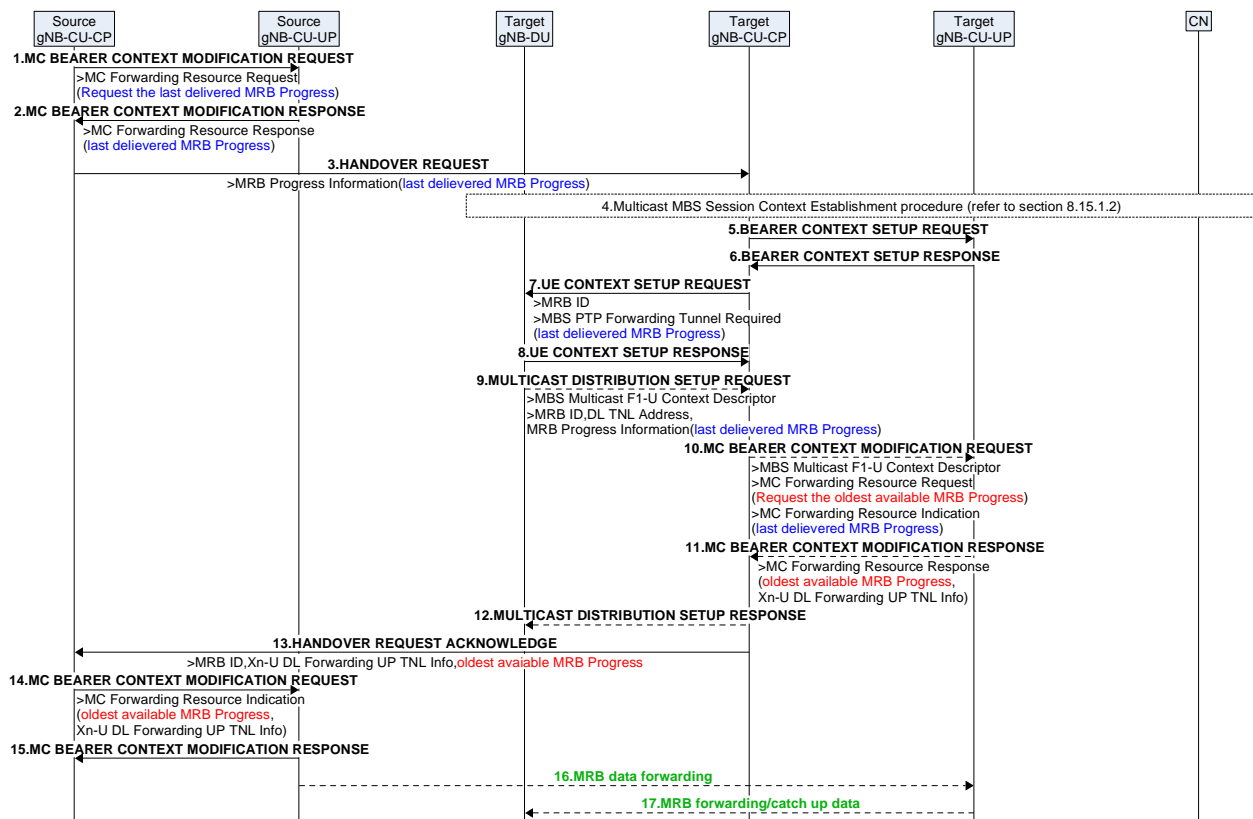 Source
gNB-CU-CP
Source
gNB-CU-UP
Target
gNB-DU
Target
gNB-CU-CP
Target
gNB-CU-UP
CN
1.MC BEARER CONTEXT MODIFICATION REQUEST
>MC Forwarding Resource Request
(Request the last delivered MRB Progress)
2.MC BEARER CONTEXT MODIFICATION RESPONSE
>MC Forwarding Resource Response
(last delievered MRB Progress)
3.HANDOVER REQUEST
>MRB Progress Information(last delievered MRB Progress)
4.Multicast MBS Session Context Establishment procedure (refer to section 8.15.1.2)
5.BEARER CONTEXT SETUP REQUEST
6.BEARER CONTEXT SETUP RESPONSE
7.UE CONTEXT SETUP REQUEST
>MRB ID
>MBS PTP Forwarding Tunnel Required
(last delievered MRB Progress)
8.UE CONTEXT SETUP RESPONSE
9.MULTICAST DISTRIBUTION SETUP REQUEST
>MBS Multicast F1-U Context Descriptor
>MRB ID,DL TNL Address,
MRB Progress Information(last delievered MRB Progress)
10.MC BEARER CONTEXT MODIFICATION REQUEST
>MBS Multicast F1-U Context Descriptor
>MC Forwarding Resource Request
(Request the oldest available MRB Progress)
>MC Forwarding Resource Indication
(last delievered MRB Progress)
11.MC BEARER CONTEXT MODIFICATION RESPONSE
>MC Forwarding Resource Response
(oldest available MRB Progress,
Xn-U DL Forwarding UP TNL Info)
12.MULTICAST DISTRIBUTION SETUP RESPONSE
13.HANDOVER REQUEST ACKNOWLEDGE
>MRB ID,Xn-U DL Forwarding UP TNL Info,oldest avaiable MRB Progress
14.MC BEARER CONTEXT MODIFICATION REQUEST
>MC Forwarding Resource Indication
(oldest available MRB Progress,
Xn-U DL Forwarding UP TNL Info)
15.MC BEARER CONTEXT MODIFICATION RESPONSE
16.MRB data forwarding
17.MRB forwarding/catch up data